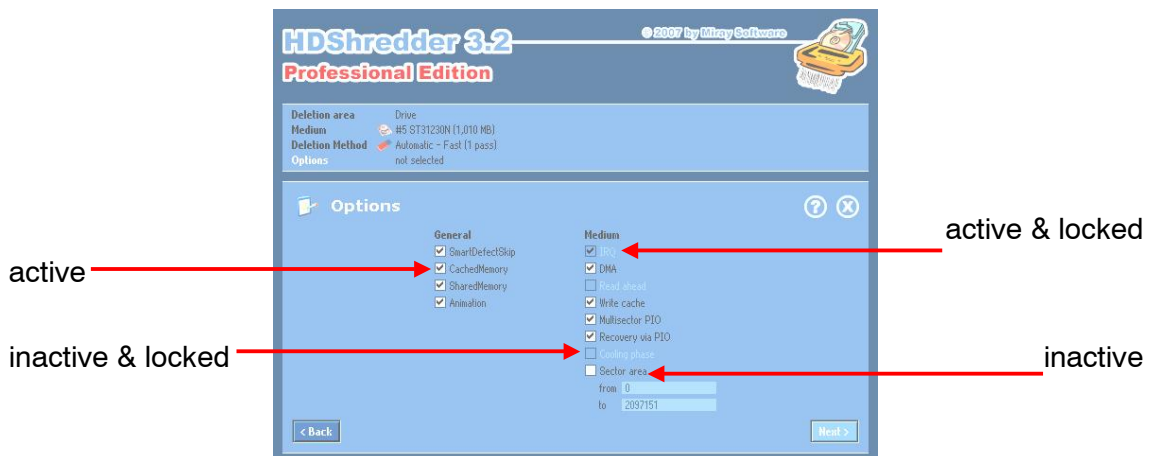 HDShredder 3.2
© 2007 by Miray Software
Professional Edition
Deletion area Drive
Medium #5 ST31230N (1,010 MB)
Deletion Method Automatic - Fast (1 pass)
Options not selected
Options
? X
General Medium
SmartDefectSkip IRQ
active & locked
CachedMemory DMA
active
SharedMemory Read ahead
Animation Write cache
Multisector PIO
Recovery via PIO
inactive & locked
Cooling phase
inactive
Sector area
from 0
to 2097151
< Back Next >